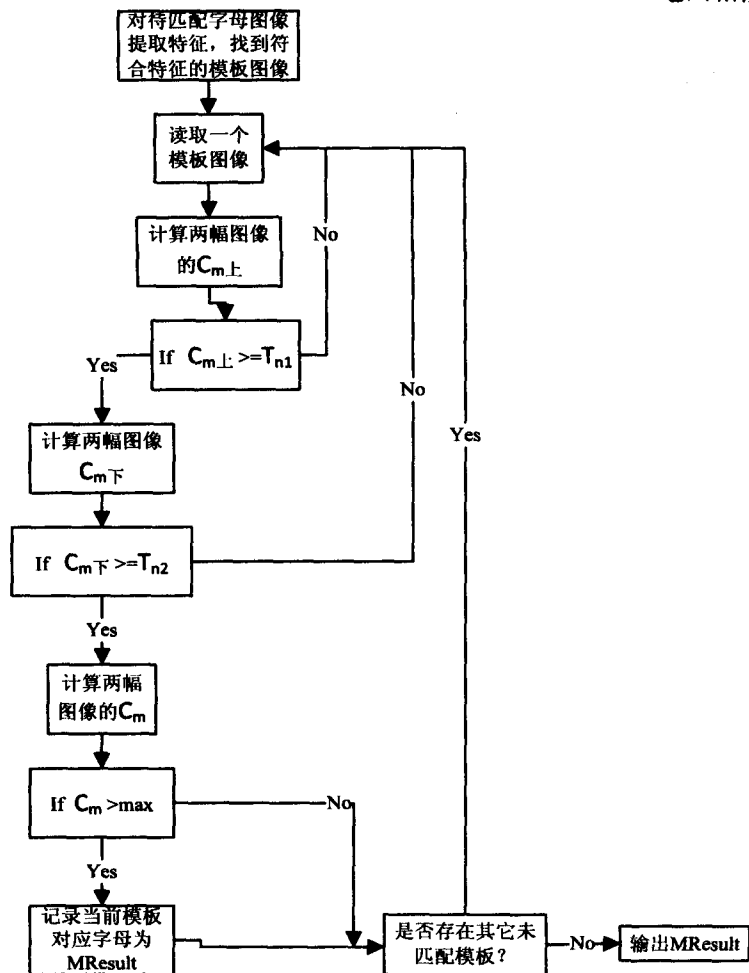 对待匹配字母图像
提取特征，找到符
合特征的模板图像
读取一个
模板图像
计算两幅图像
的Cm上
No
If Cm上 >=Tn1
Yes
No
Yes
计算两幅图像
Cm下
If Cm下 >=Tn2
Yes
计算两幅
图像的Cm
If Cm >max
No
Yes
记录当前模板
对应字母为
MResult
是否存在其它未
匹配模板？
No
输出MResult